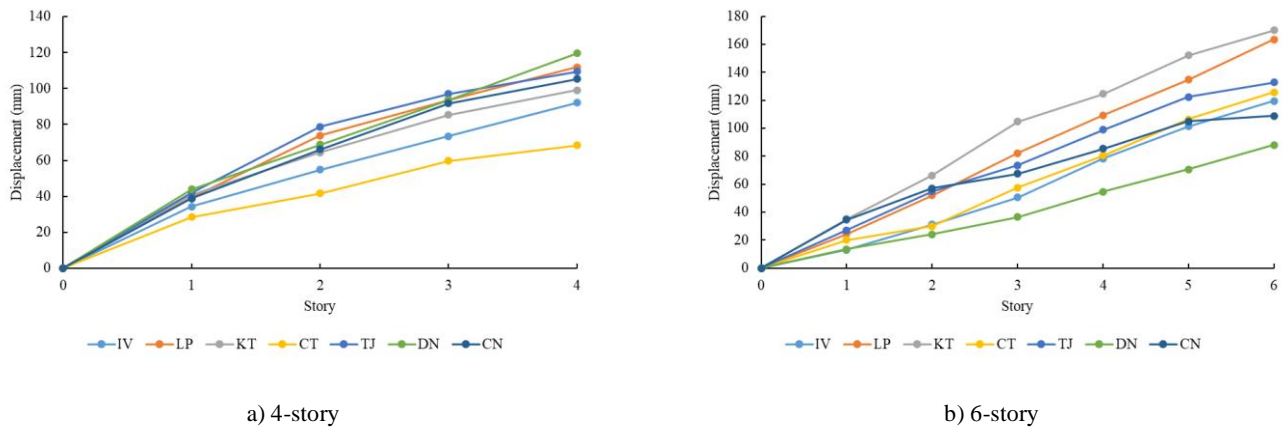 140
120
100
80
60
40
20
0
Displacement (mm)
0 1 2 3 4
Story
IV LP KT CT TJ DN CN
a) 4-story
180
160
140
120
100
80
60
40
20
0
Displacement (mm)
0 1 2 3 4 5 6
Story
IV LP KT CT TJ DN CN
b) 6-story